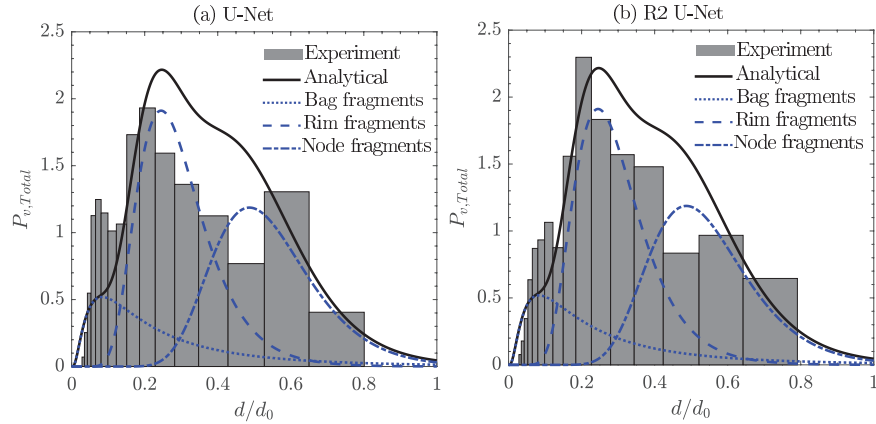 (a) U-Net
2.5
2
1.5
1
0.5
0
P_{v,Total}
Experiment
Analytical
Bag fragments
Rim fragments
Node fragments
0 0.2 0.4 0.6 0.8 1
d/d_0
(b) R2 U-Net
2.5
2
1.5
1
0.5
0
P_{v,Total}
Experiment
Analytical
Bag fragments
Rim fragments
Node fragments
0 0.2 0.4 0.6 0.8 1
d/d_0